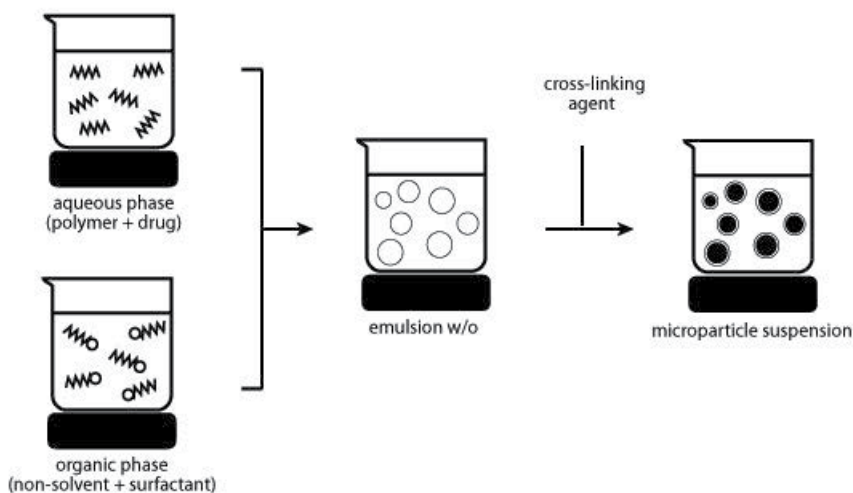 aqueous phase
(polymer + drug)
organic phase
(non-solvent + surfactant)
emulsion w/o
cross-linking
agent
microparticle suspension